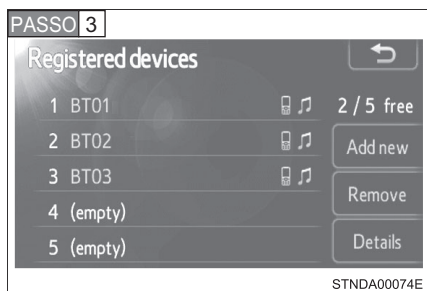 PASSO 3
Registered devices
1 BT01
2 / 5 free
2 BT02
Add new
3 BT03
Remove
4 (empty)
5 (empty)
Details
STNDA00074E